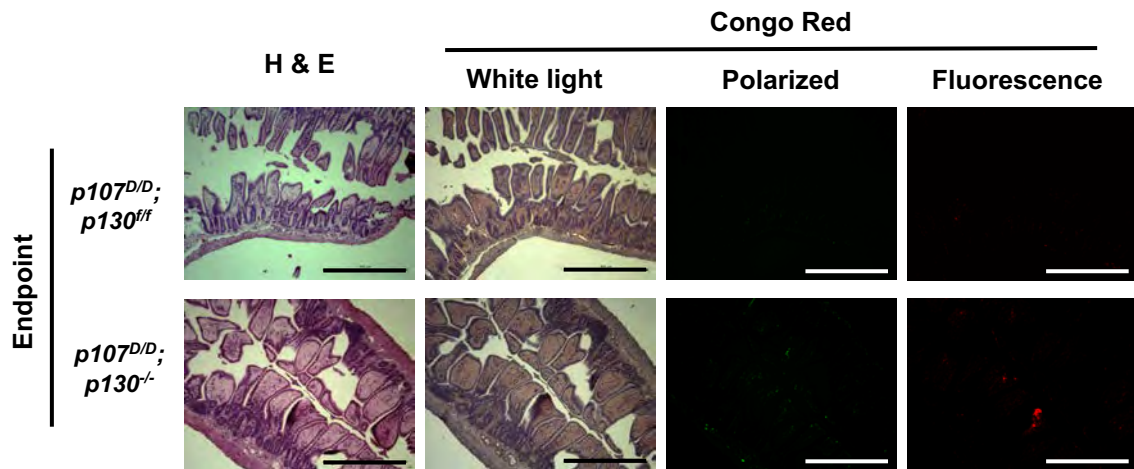 Congo Red
H & E
White light
Polarized
Fluorescence
Endpoint
p107D/D;
p130f/f
p107D/D;
p130-/-